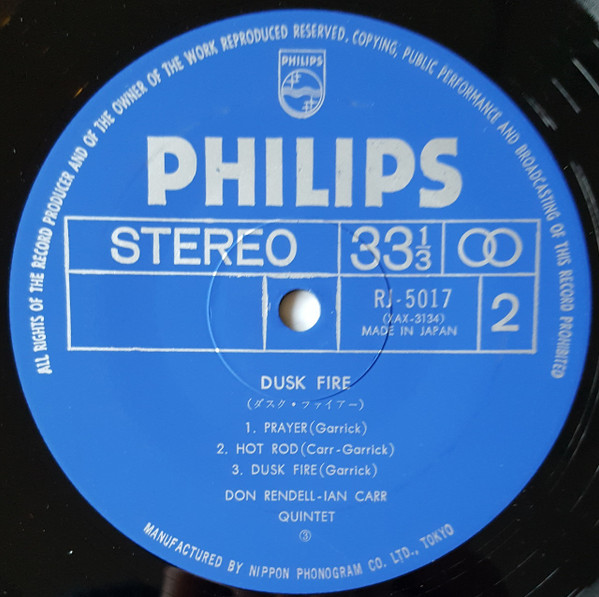 ALL RIGHTS OF THE RECORD PRODUCER AND OF THE OWNER OF THE WORK REPRODUCED RESERVED, COPYING, PUBLIC PERFORMANCE AND BROADCASTING OF THIS RECORD PROHIBITED
PHILIPS
PHILIPS
STEREO
33 1/3
RJ-5017
(XAX-3134)
MADE IN JAPAN
2
DUSK FIRE
(ダスク・ファイアー)
1. PRAYER(Garrick)
2. HOT ROD(Carr-Garrick)
3. DUSK FIRE(Garrick)
DON RENDELL-IAN CARR
QUINTET
③
MANUFACTURED BY NIPPON PHONOGRAM CO. LTD., TOKYO